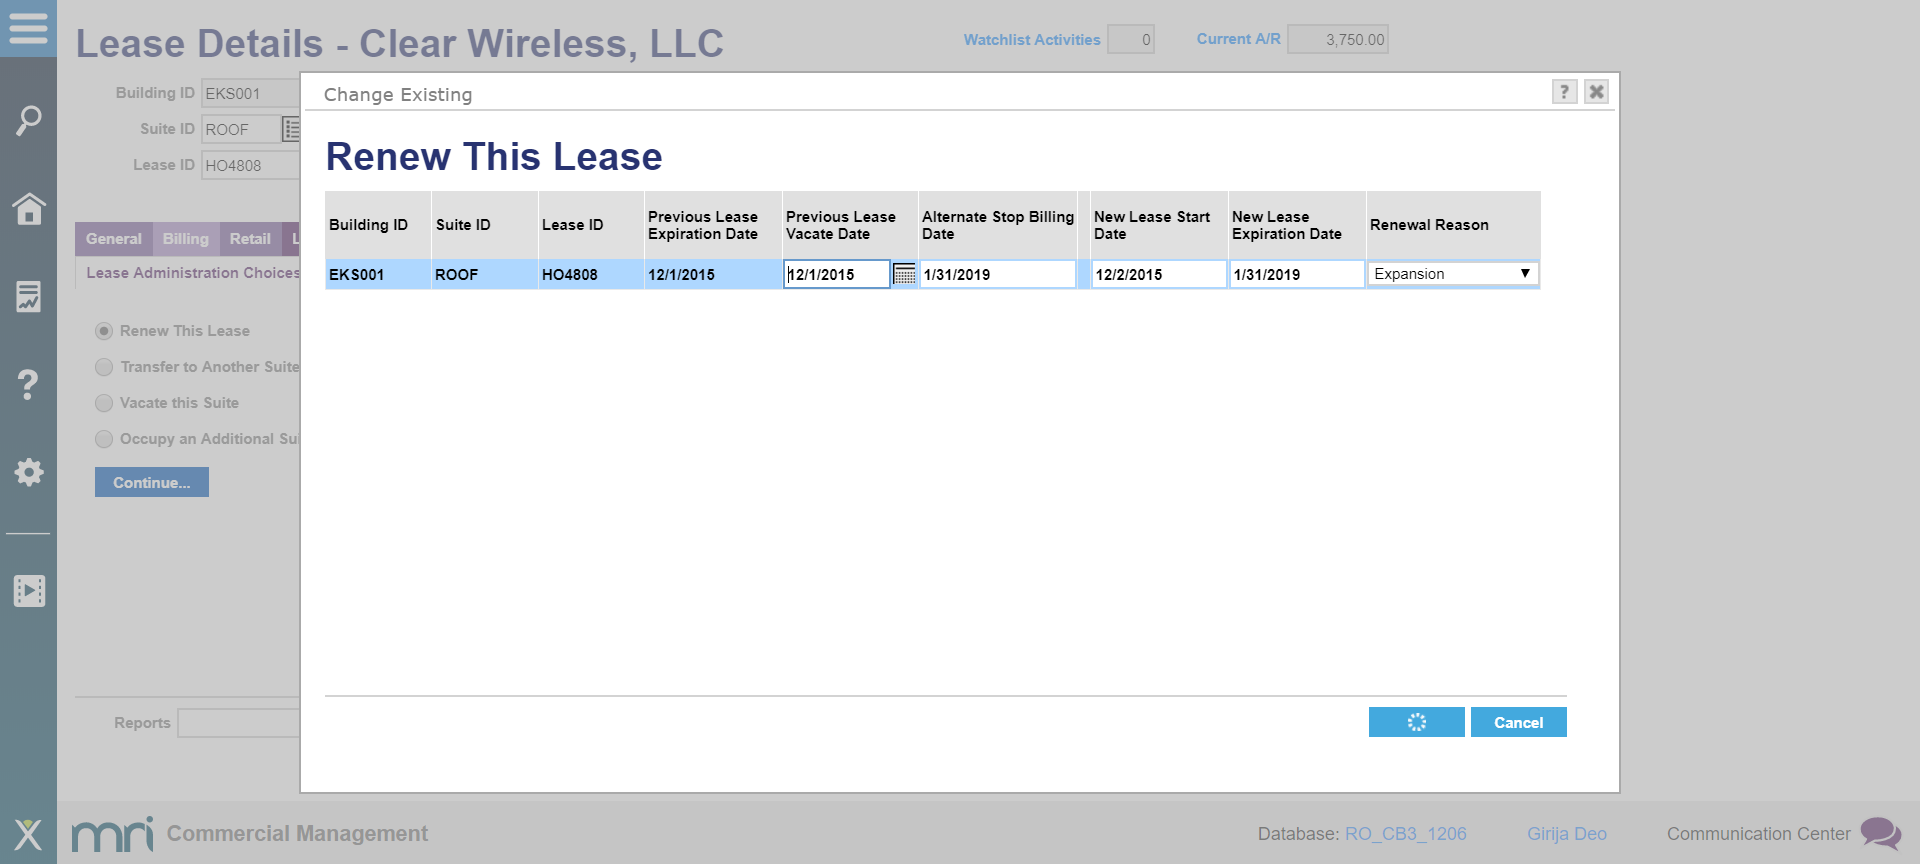 Lease Details - Clear Wireless, LLC
Watchlist Activities 0
Current A/R 3,750.00
Building ID EKS001
Suite ID ROOF
Lease ID HO4808
General Billing Retail L
Lease Administration Choices
Renew This Lease
Transfer to Another Suite
Vacate this Suite
Occupy an Additional Sui
Continue...
Reports
Change Existing
?
Renew This Lease
Building ID Suite ID Lease ID Previous Lease Expiration Date Previous Lease Vacate Date Alternate Stop Billing Date New Lease Start Date New Lease Expiration Date Renewal Reason
EKS001 ROOF HO4808 12/1/2015 12/1/2015 1/31/2019 12/2/2015 1/31/2019 Expansion
Cancel
mri Commercial Management
Database: RO_CB3_1206
Girija Deo
Communication Center